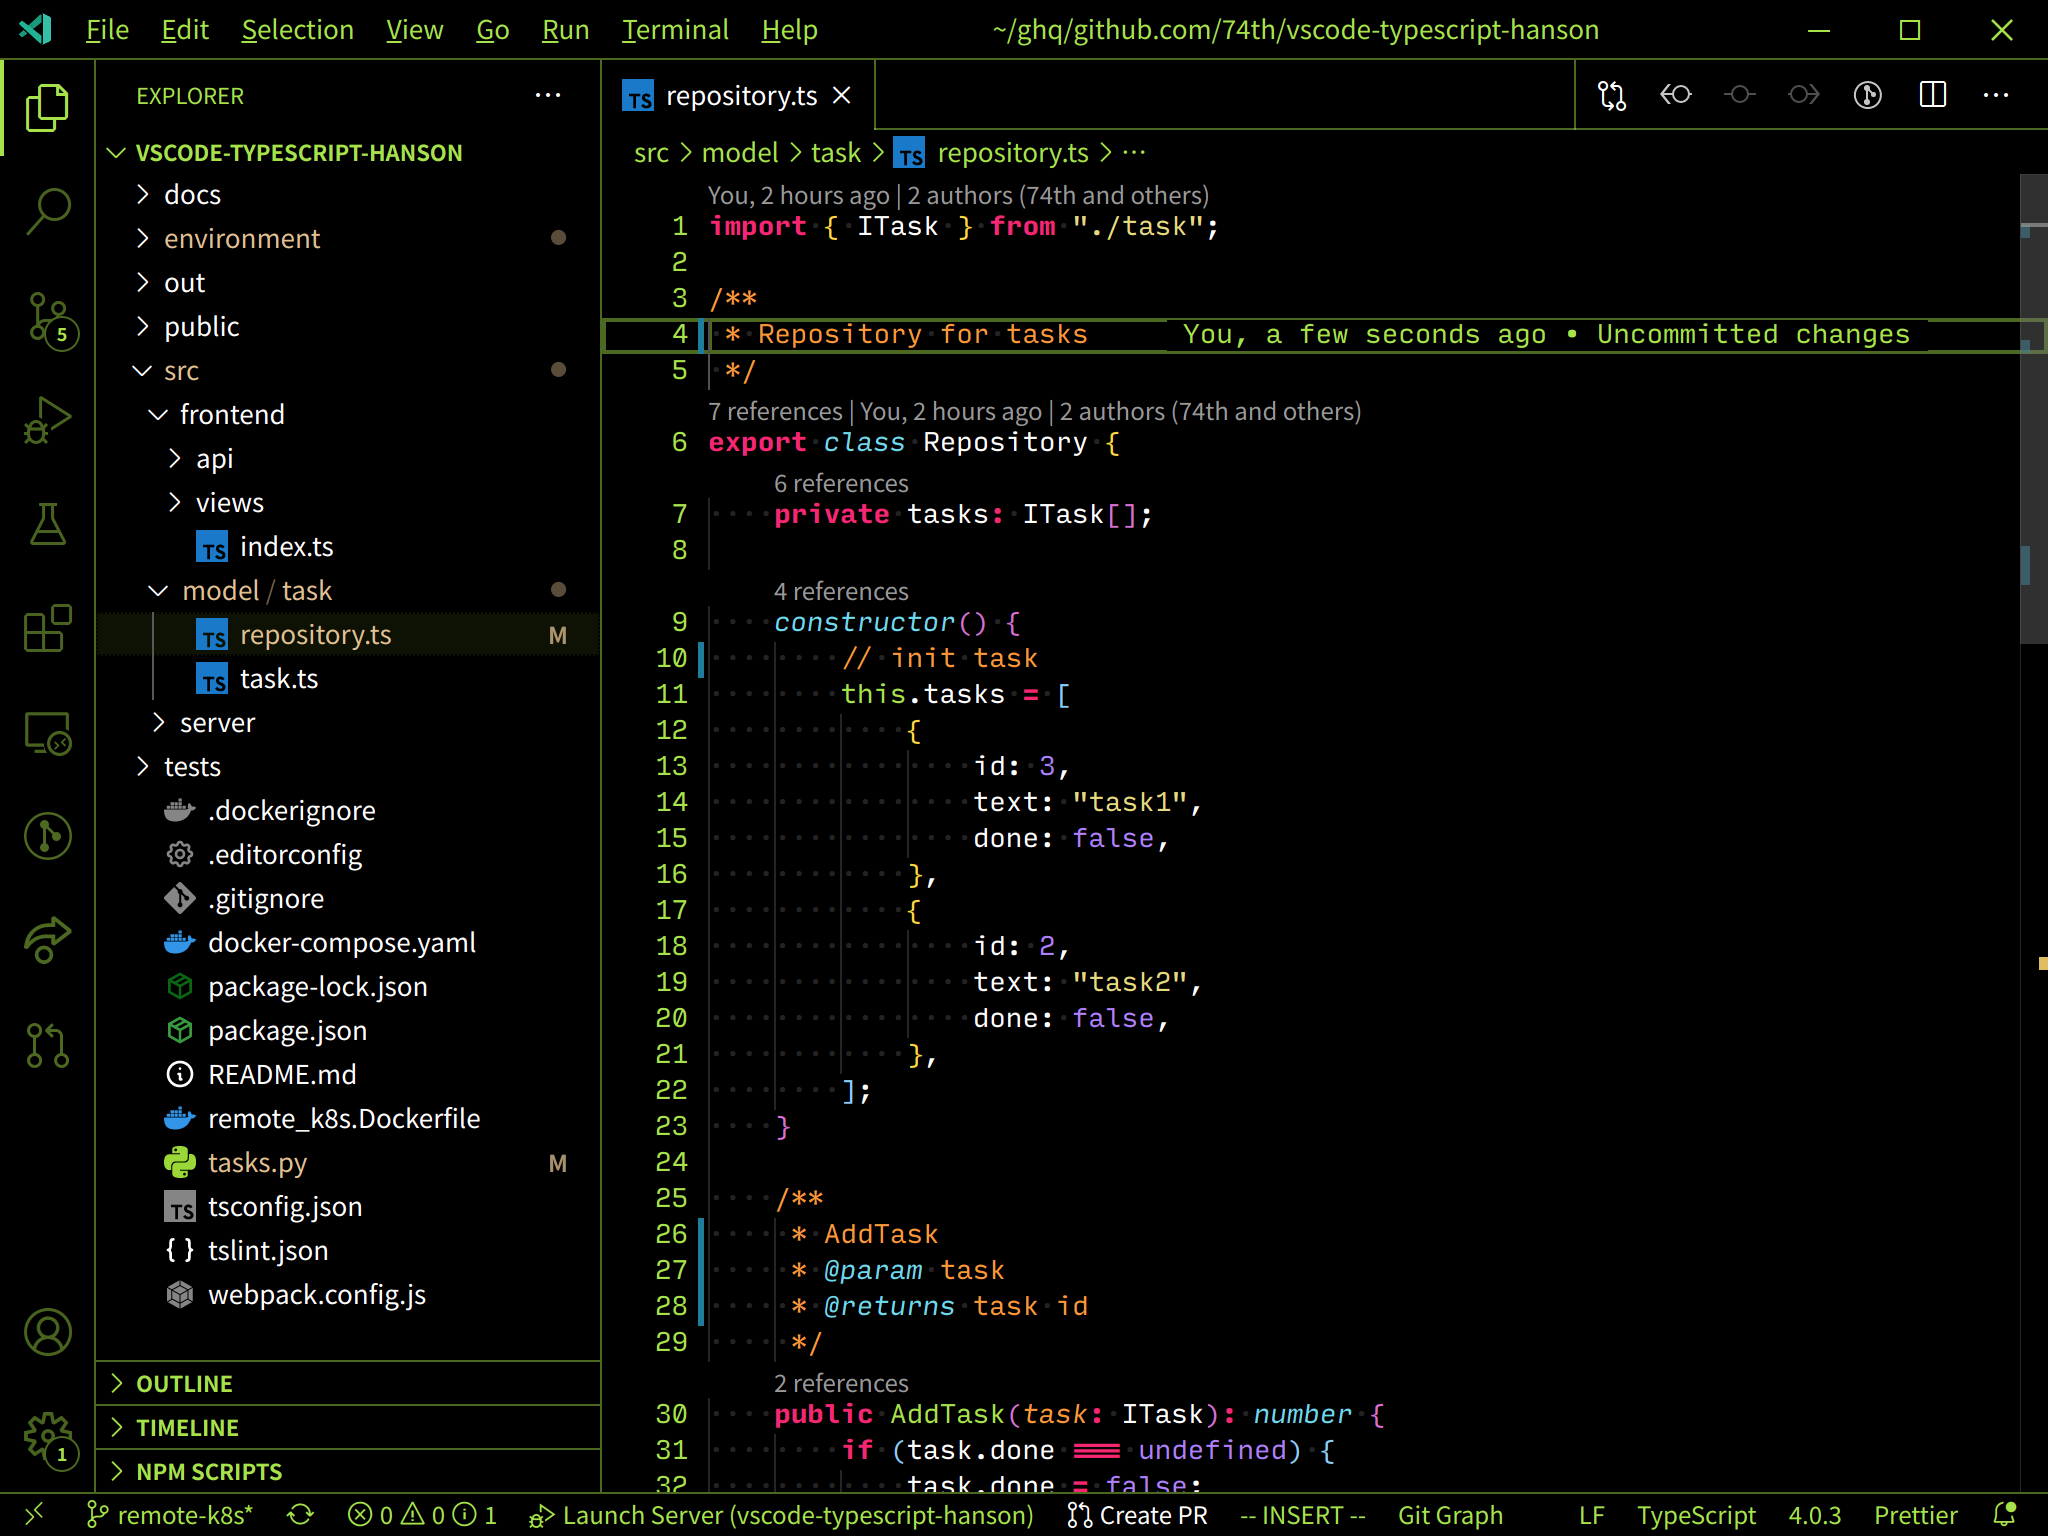 File Edit Selection View Go Run Terminal Help ~/ghq/github.com/74th/vscode-typescript-hanson
EXPLORER
VSCODE-TYPESCRIPT-HANSON
docs
environment
out
public
5
src
frontend
api
views
TS index.ts
model / task
TS repository.ts M
TS task.ts
server
tests
.dockerignore
.editorconfig
.gitignore
docker-compose.yaml
package-lock.json
package.json
README.md
remote_k8s.Dockerfile
tasks.py M
TS tsconfig.json
{ } tslint.json
webpack.config.js
OUTLINE
TIMELINE
1
NPM SCRIPTS
TS repository.ts
src > model > task > TS repository.ts > ...
You, 2 hours ago | 2 authors (74th and others)
1 import { ITask } from "./task";
2
3 /**
4 * Repository for tasks You, a few seconds ago • Uncommitted changes
5 */
7 references | You, 2 hours ago | 2 authors (74th and others)
6 export class Repository {
6 references
7 private tasks: ITask[];
8
4 references
9 constructor() {
10 // init task
11 this.tasks = [
12 {
13 id: 3,
14 text: "task1",
15 done: false,
16 },
17 {
18 id: 2,
19 text: "task2",
20 done: false,
21 },
22 ];
23 }
24
25 /**
26 * AddTask
27 * @param task
28 * @returns task id
29 */
2 references
30 public AddTask(task: ITask): number {
31 if (task.done === undefined) {
32 task.done = false;
remote-k8s* 0 0 1 Launch Server (vscode-typescript-hanson) Create PR -- INSERT -- Git Graph LF TypeScript 4.0.3 Prettier